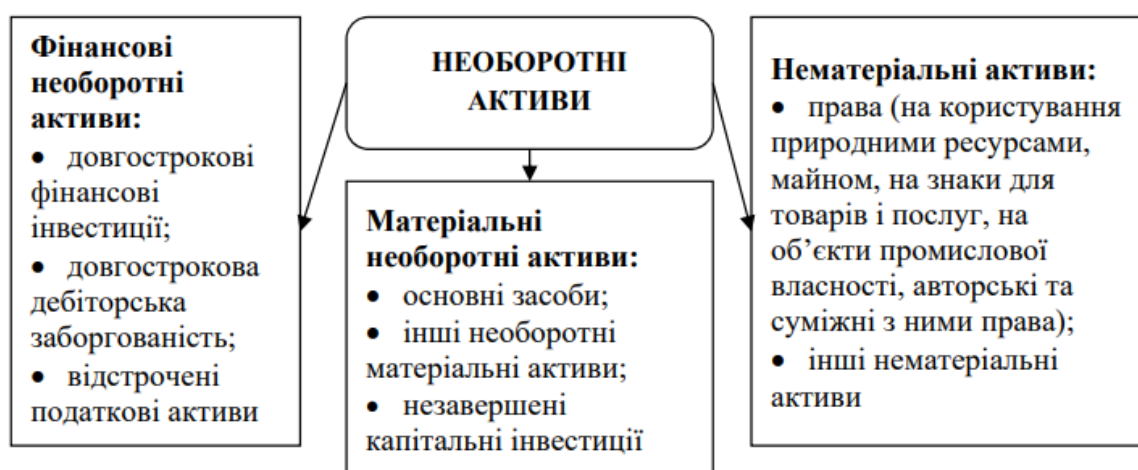 Фінансові
необоротні
активи:
• довгострокові
фінансові
інвестиції;
• довгострокова
дебіторська
заборгованість;
• відстрочені
податкові активи
НЕОБОРОТНІ
АКТИВИ
Матеріальні
необоротні активи:
• основні засоби;
• інші необоротні
матеріальні активи;
• незавершені
капітальні інвестиції
Нематеріальні активи:
• права (на користування
природними ресурсами,
майном, на знаки для
товарів і послуг, на
об’єкти промислової
власності, авторські та
суміжні з ними права);
• інші нематеріальні
активи